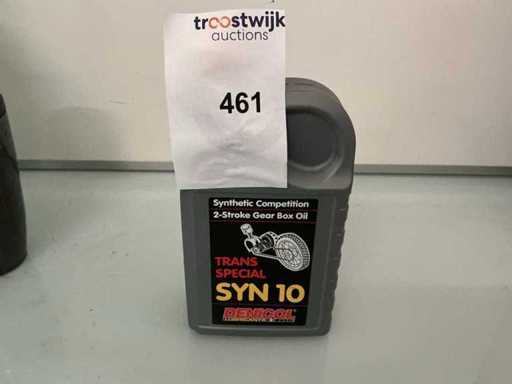 troostwijk
auctions
461
Synthetic Competition
2-Stroke Gear Box Oil
TRANS
SPECIAL
SYN 10
DENICOL